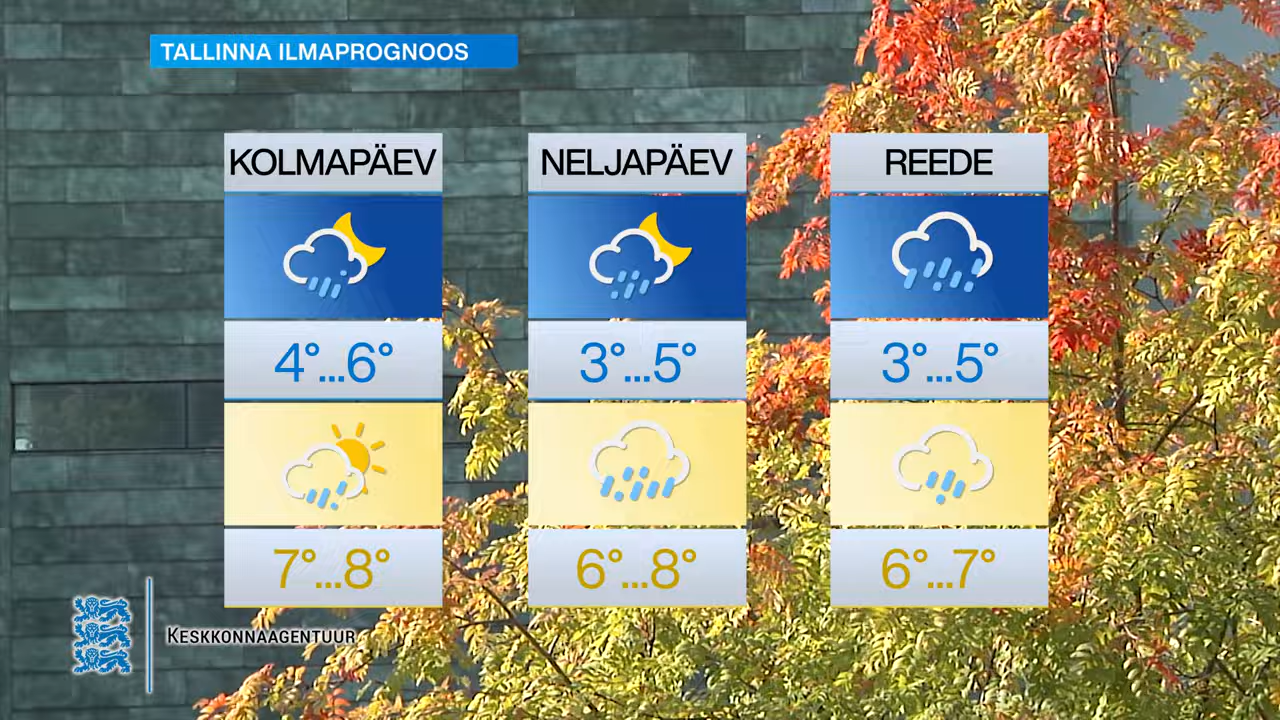 TALLINNA ILMAPROGNOOS
KOLMAPÄEV
4°...6°
7°...8°
NELJAPÄEV
3°...5°
6°...8°
REEDE
3°...5°
6°...7°
KESKKONNAAGENTUUR